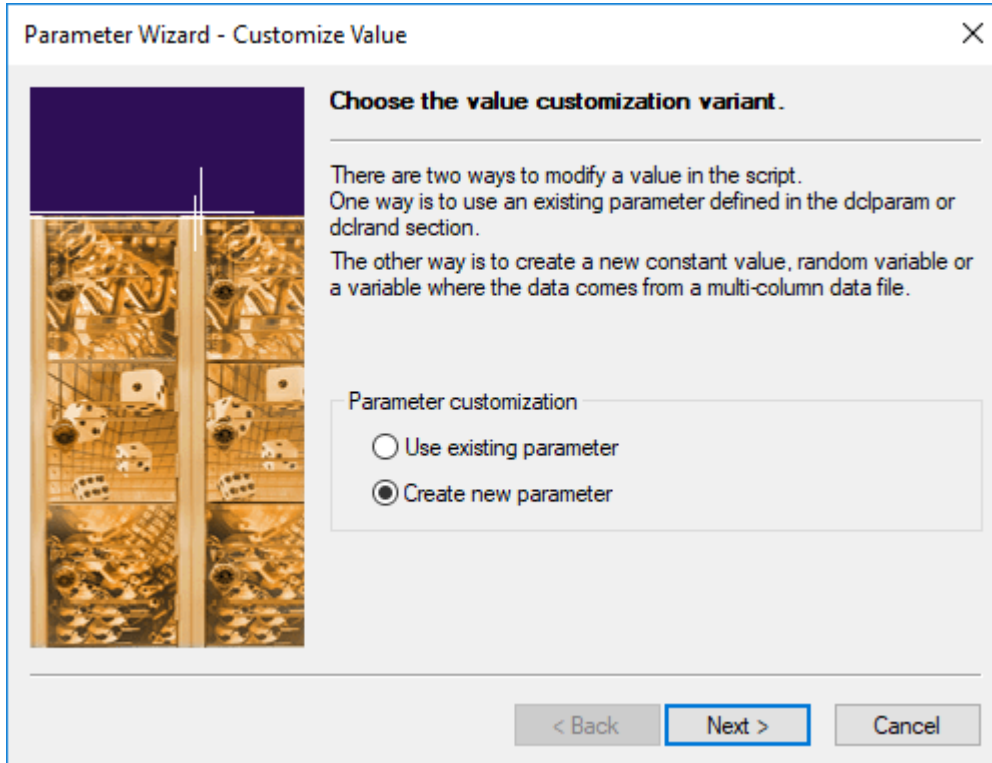 Parameter Wizard - Customize Value
Choose the value customization variant.
There are two ways to modify a value in the script.
One way is to use an existing parameter defined in the dclparam or
dclrand section.
The other way is to create a new constant value, random variable or
a variable where the data comes from a multi-column data file.
Parameter customization
Use existing parameter
Create new parameter
< Back
Next >
Cancel